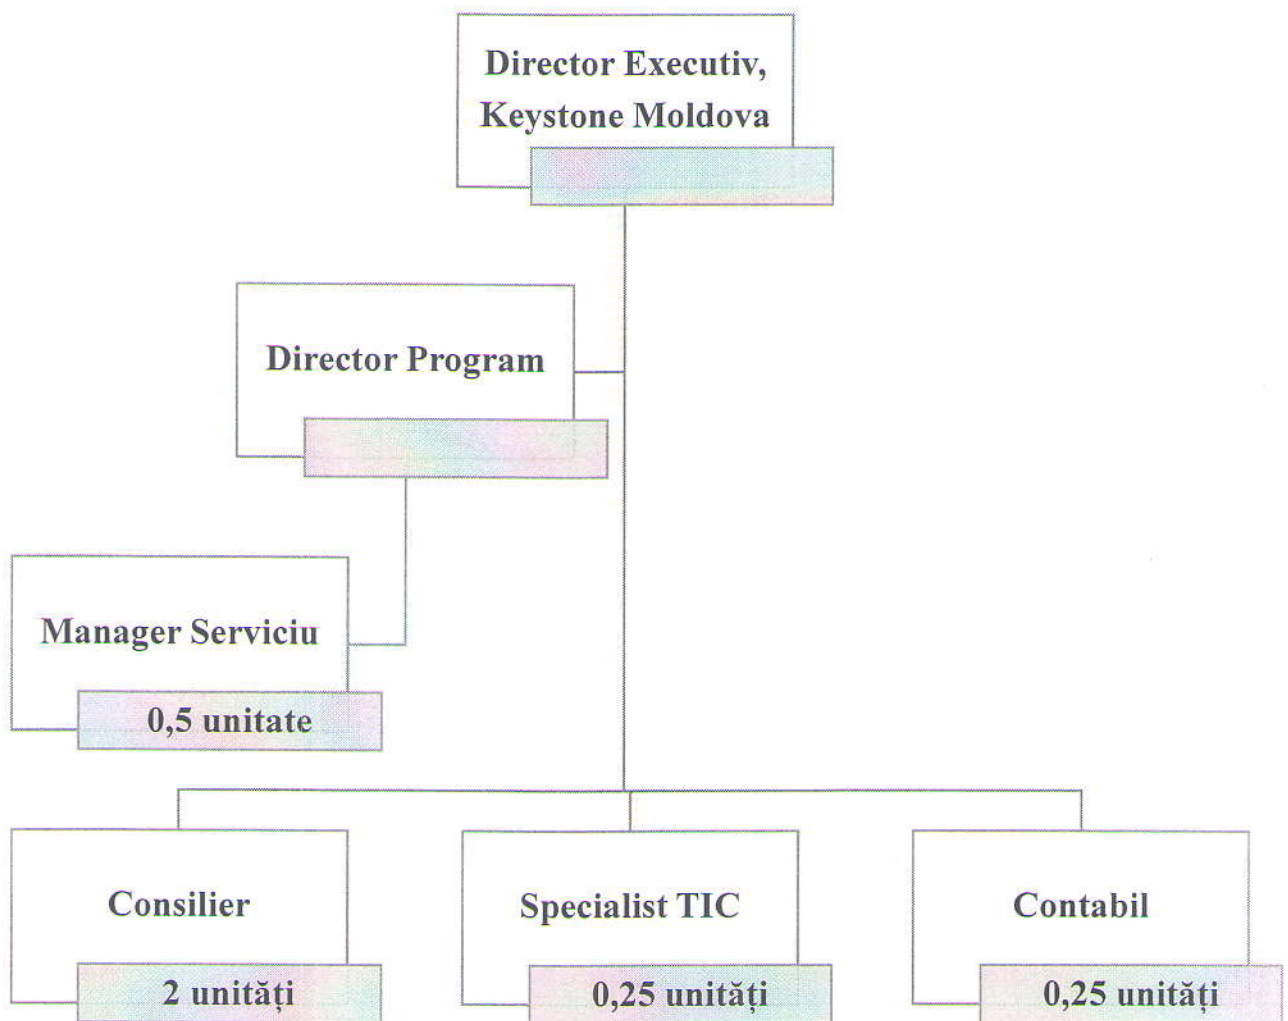 Director Executiv,
Keystone Moldova
Director Program
Manager Serviciu
0,5 unitate
Consilier
2 unități
Specialist TIC
0,25 unități
Contabil
0,25 unități